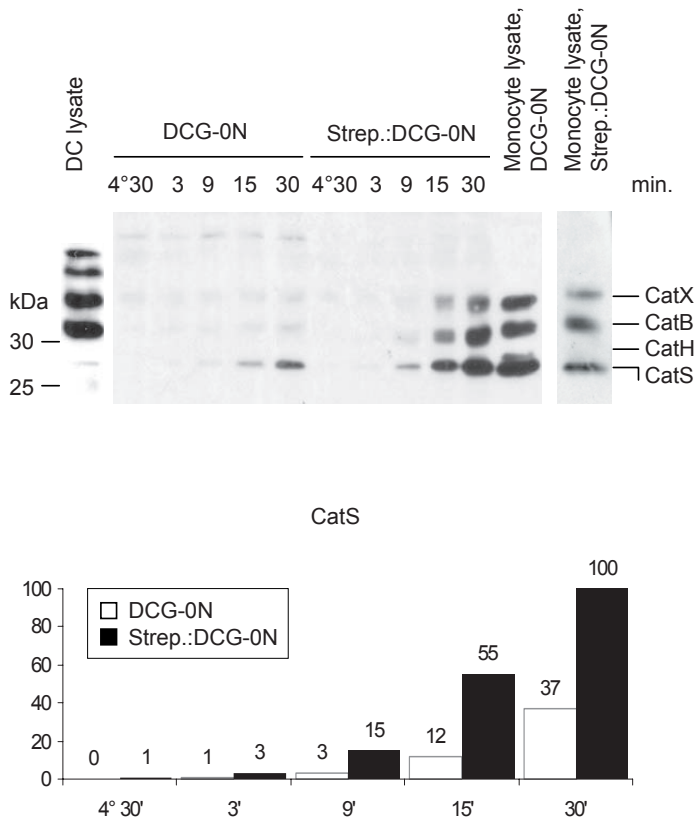 DC lysate
DCG-0N
Strep.:DCG-0N
Monocyte lysate,
DCG-0N
Monocyte lysate,
Strep.:DCG-0N
4°30 3 9 15 30 4°30 3 9 15 30 min.
kDa
30
25
CatX
CatB
CatH
CatS
CatS
100
80
60
40
20
0
DCG-0N
Strep.:DCG-0N
0 1 1 3 3 15 12 55 37 100
4° 30' 3' 9' 15' 30'